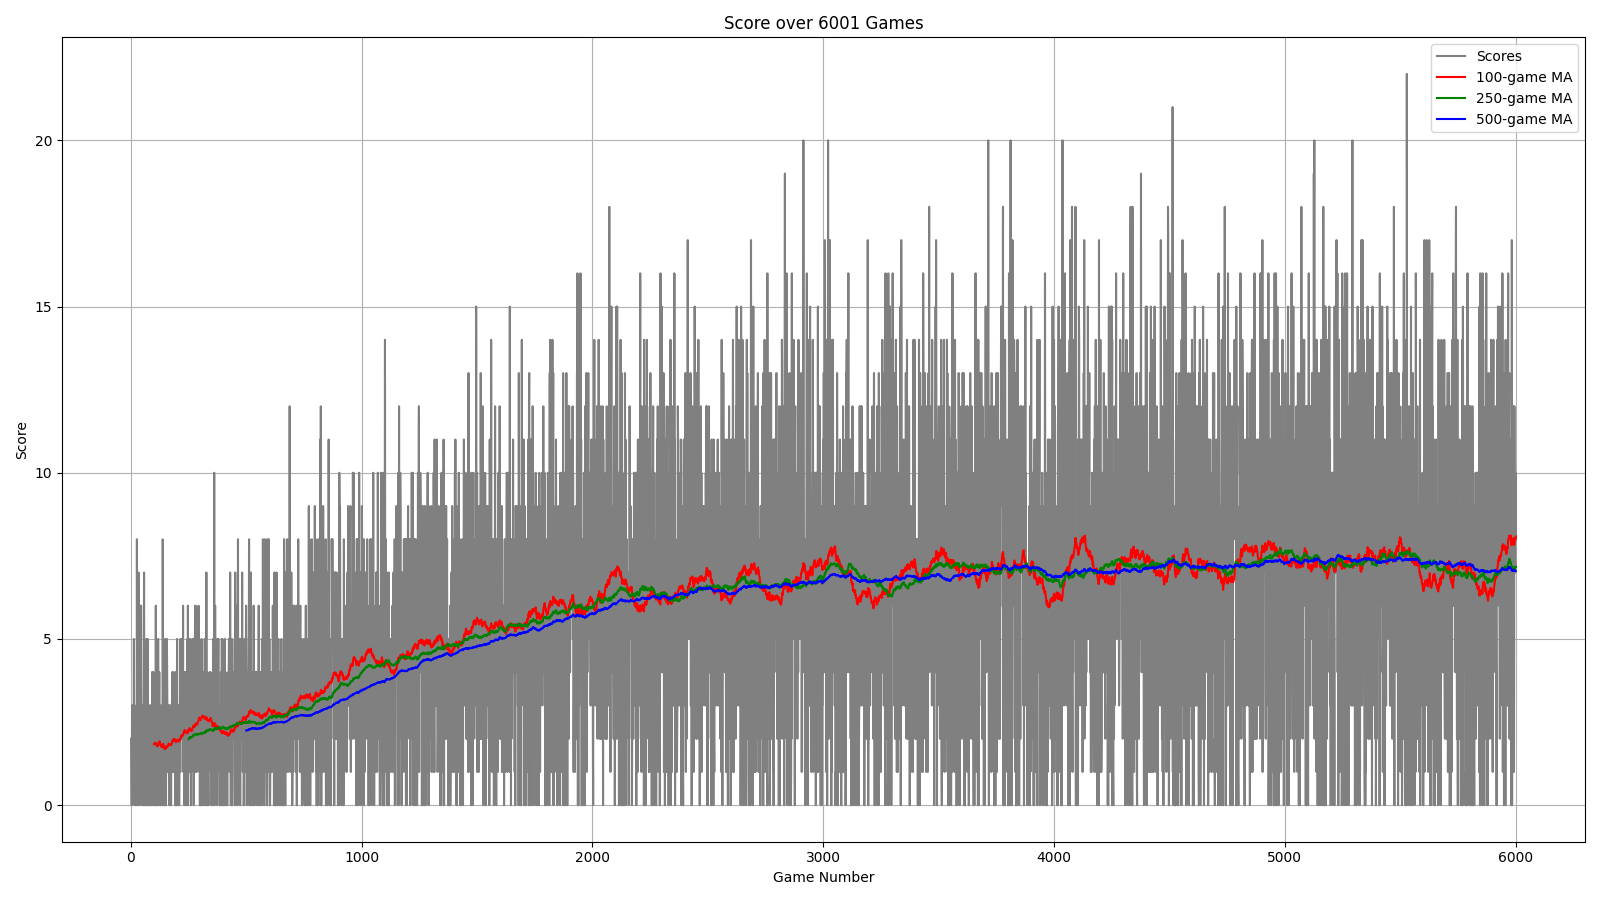 Score over 6001 Games
Scores
100-game MA
250-game MA
500-game MA
20
15
10
5
0
Score
0 1000 2000 3000 4000 5000 6000
Game Number